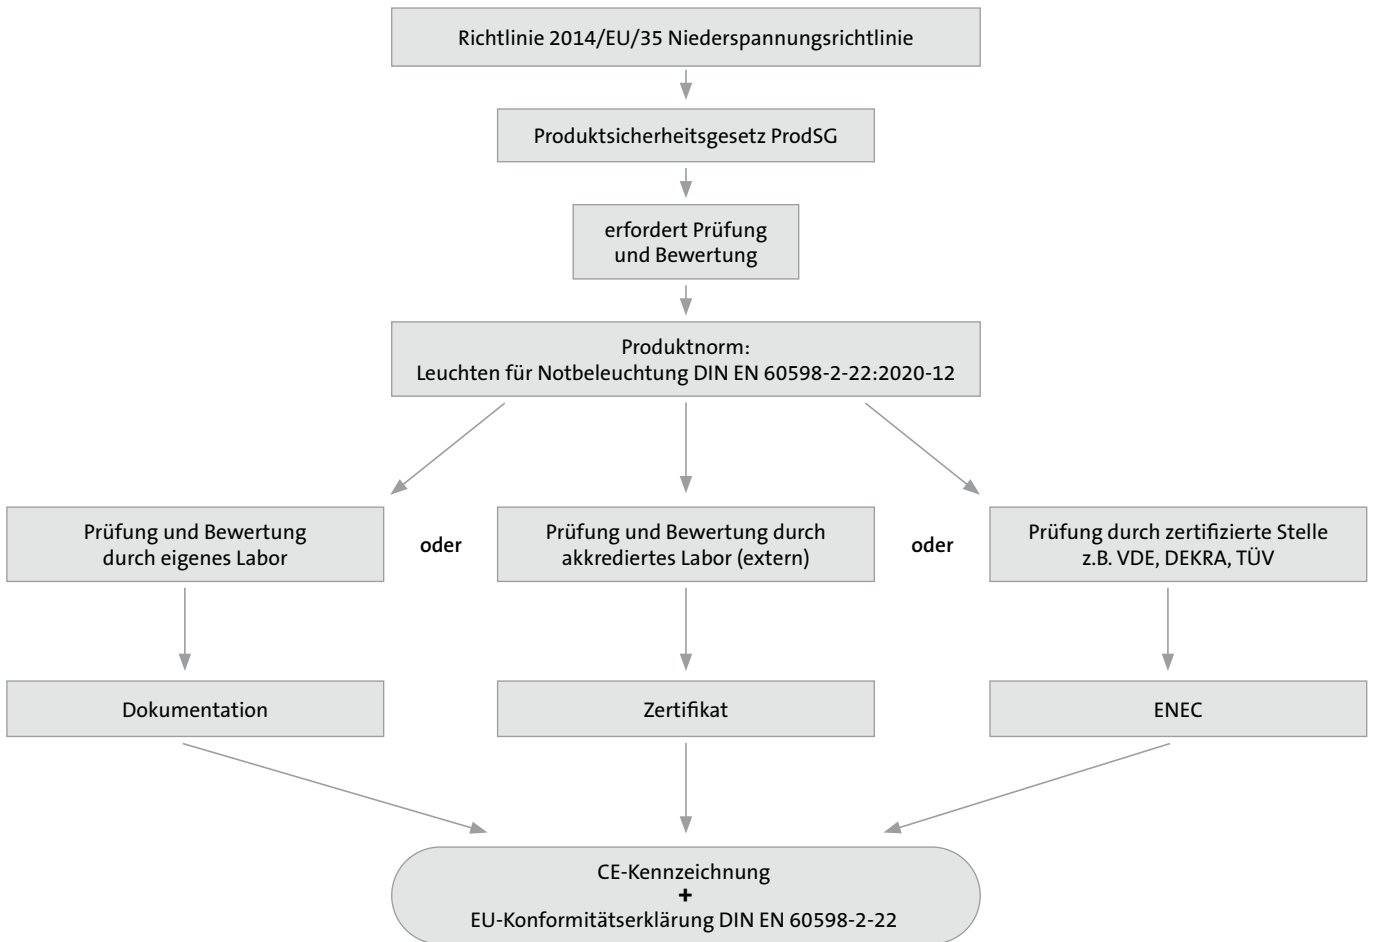 Richtlinie 2014/EU/35 Niederspannungsrichtlinie
Produktsicherheitsgesetz ProdSG
erfordert Prüfung
und Bewertung
Produktnorm:
Leuchten für Notbeleuchtung DIN EN 60598-2-22:2020-12
Prüfung und Bewertung
durch eigenes Labor
oder
Prüfung und Bewertung durch
akkrediertes Labor (extern)
oder
Prüfung durch zertifizierte Stelle
z.B. VDE, DEKRA, TÜV
Dokumentation
Zertifikat
ENEC
CE-Kennzeichnung
+
EU-Konformitätserklärung DIN EN 60598-2-22